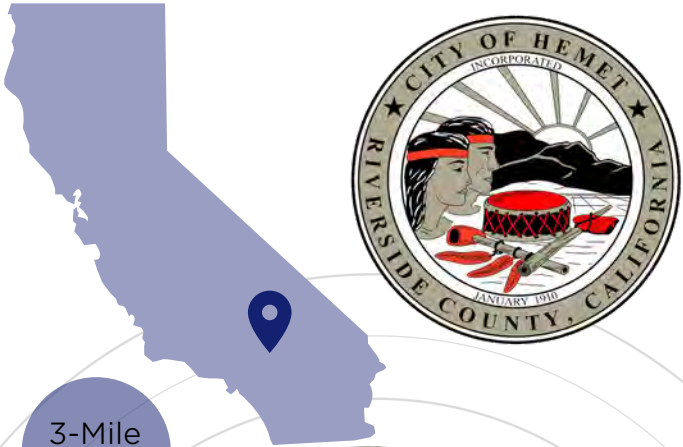 CITY OF HEMET
INCORPORATED
RIVERSIDE COUNTY, CALIFORNIA
JANUARY 1910
3-Mile